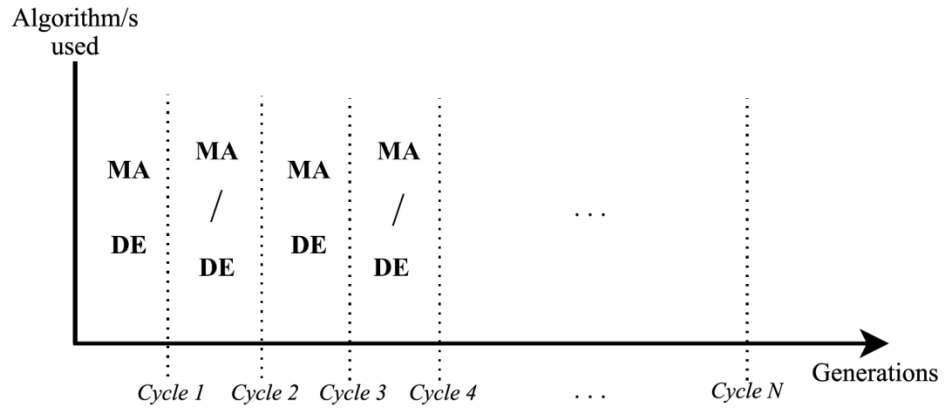 Algorithm/s
used
MA
DE
MA
/
DE
MA
DE
MA
/
DE
. . .
Generations
Cycle 1
Cycle 2
Cycle 3
Cycle 4
. . .
Cycle N